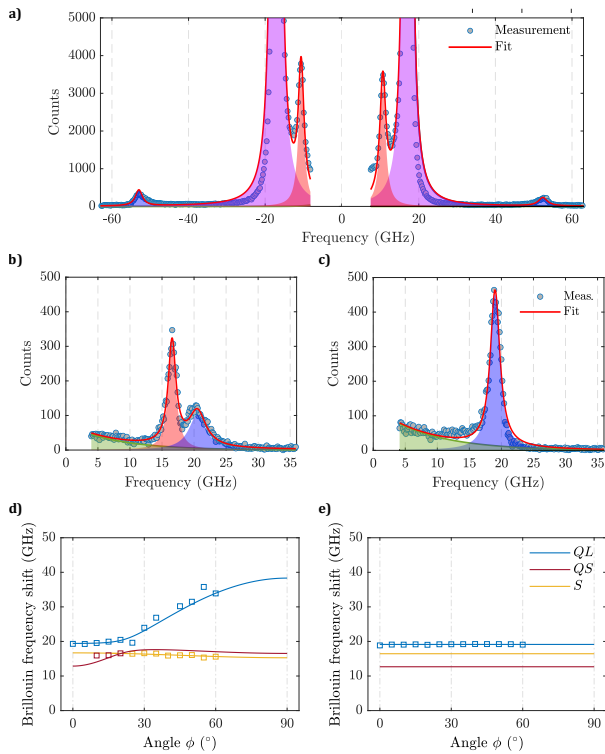 a)
5000
4000
3000
2000
1000
0
Counts
Measurement
Fit
-60 -40 -20 0 20 40 60
Frequency (GHz)
b)
500
400
300
200
100
0
Counts
0 5 10 15 20 25 30 35
Frequency (GHz)
c)
500
400
300
200
100
0
Counts
Meas.
Fit
0 5 10 15 20 25 30 35
Frequency (GHz)
d)
50
40
30
20
10
0
Brillouin frequency shift (GHz)
0 30 60 90
Angle ϕ (°)
e)
50
40
30
20
10
0
Brillouin frequency shift (GHz)
QL
QS
S
0 30 60 90
Angle ϕ (°)